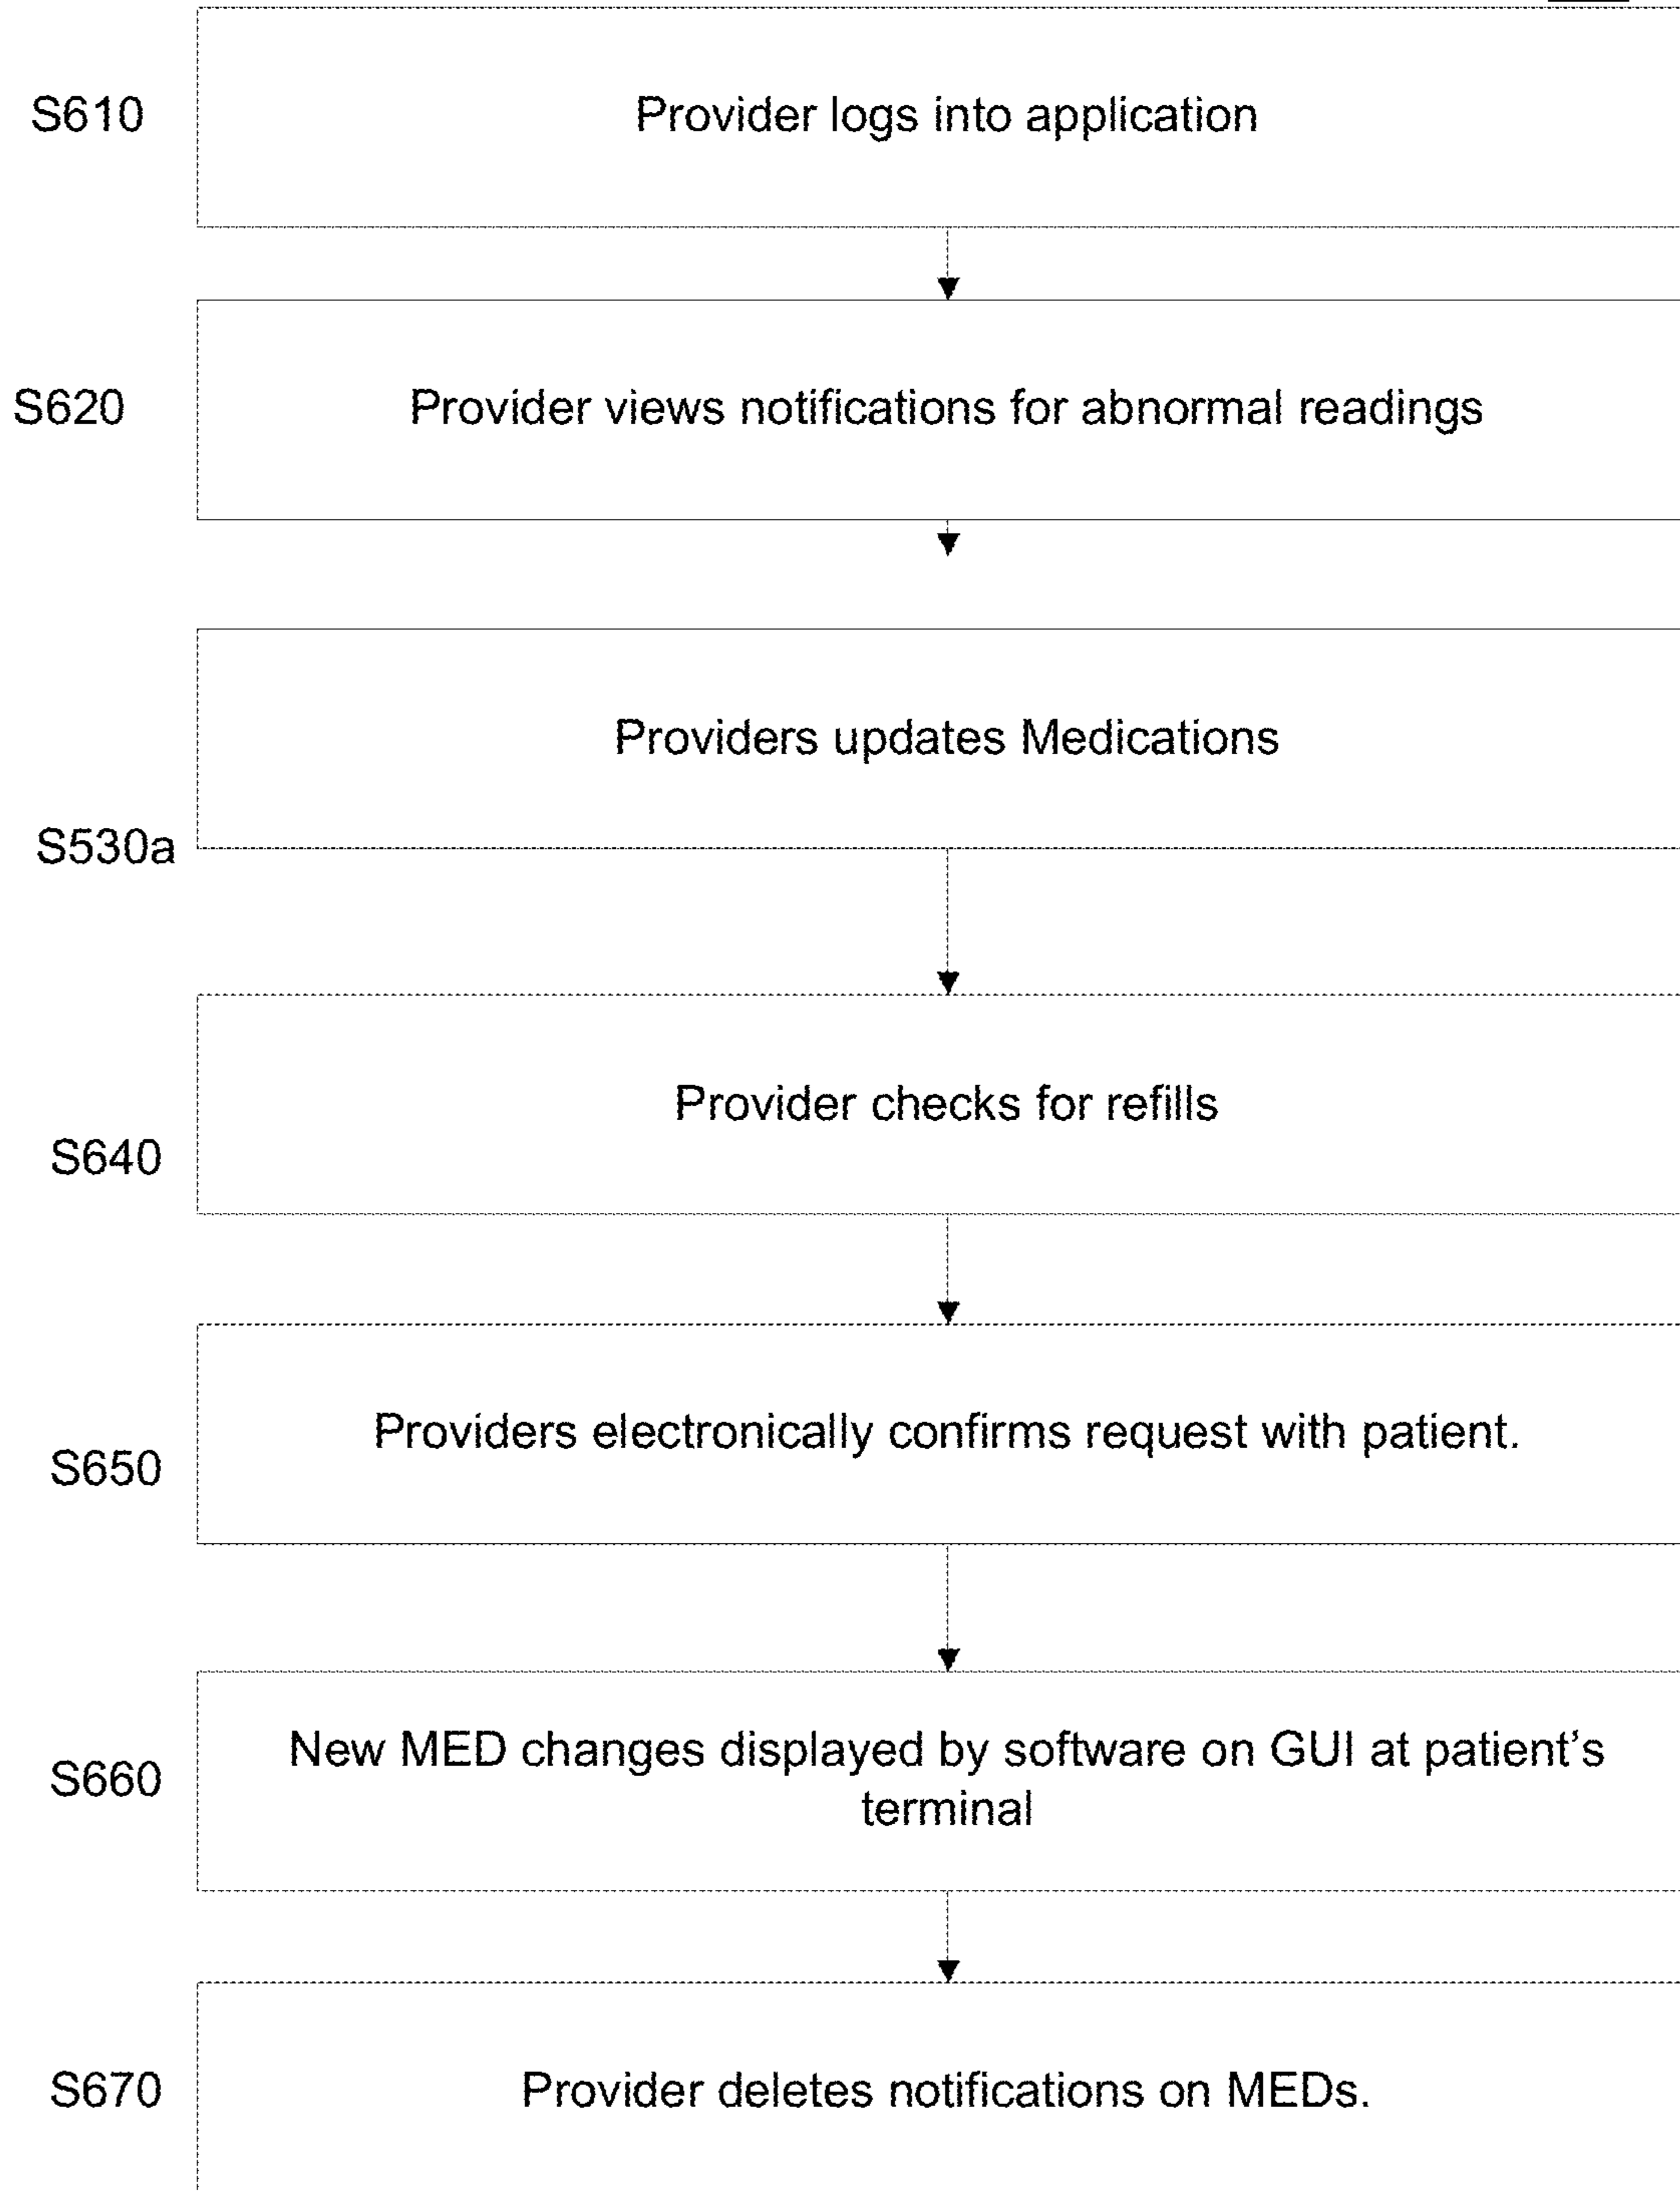 S610
Provider logs into application
S620
Provider views notifications for abnormal readings
Providers updates Medications
S530a
Provider checks for refills
S640
Providers electronically confirms request with patient.
S650
New MED changes displayed by software on GUI at patient’s
terminal
S660
Provider deletes notifications on MEDs.
S670